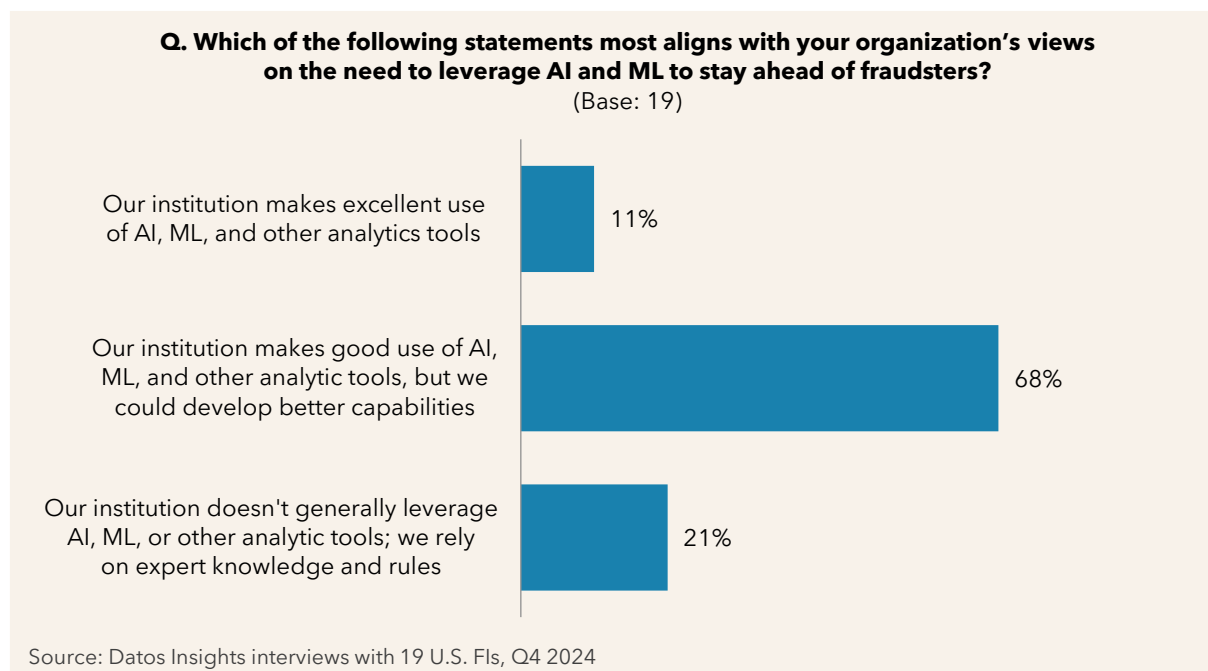 Q. Which of the following statements most aligns with your organization’s views
on the need to leverage AI and ML to stay ahead of fraudsters?
(Base: 19)
Our institution makes excellent use
of AI, ML, and other analytics tools
11%
Our institution makes good use of AI,
ML, and other analytic tools, but we
could develop better capabilities
68%
Our institution doesn't generally leverage
AI, ML, or other analytic tools; we rely
on expert knowledge and rules
21%
Source: Datos Insights interviews with 19 U.S. FIs, Q4 2024